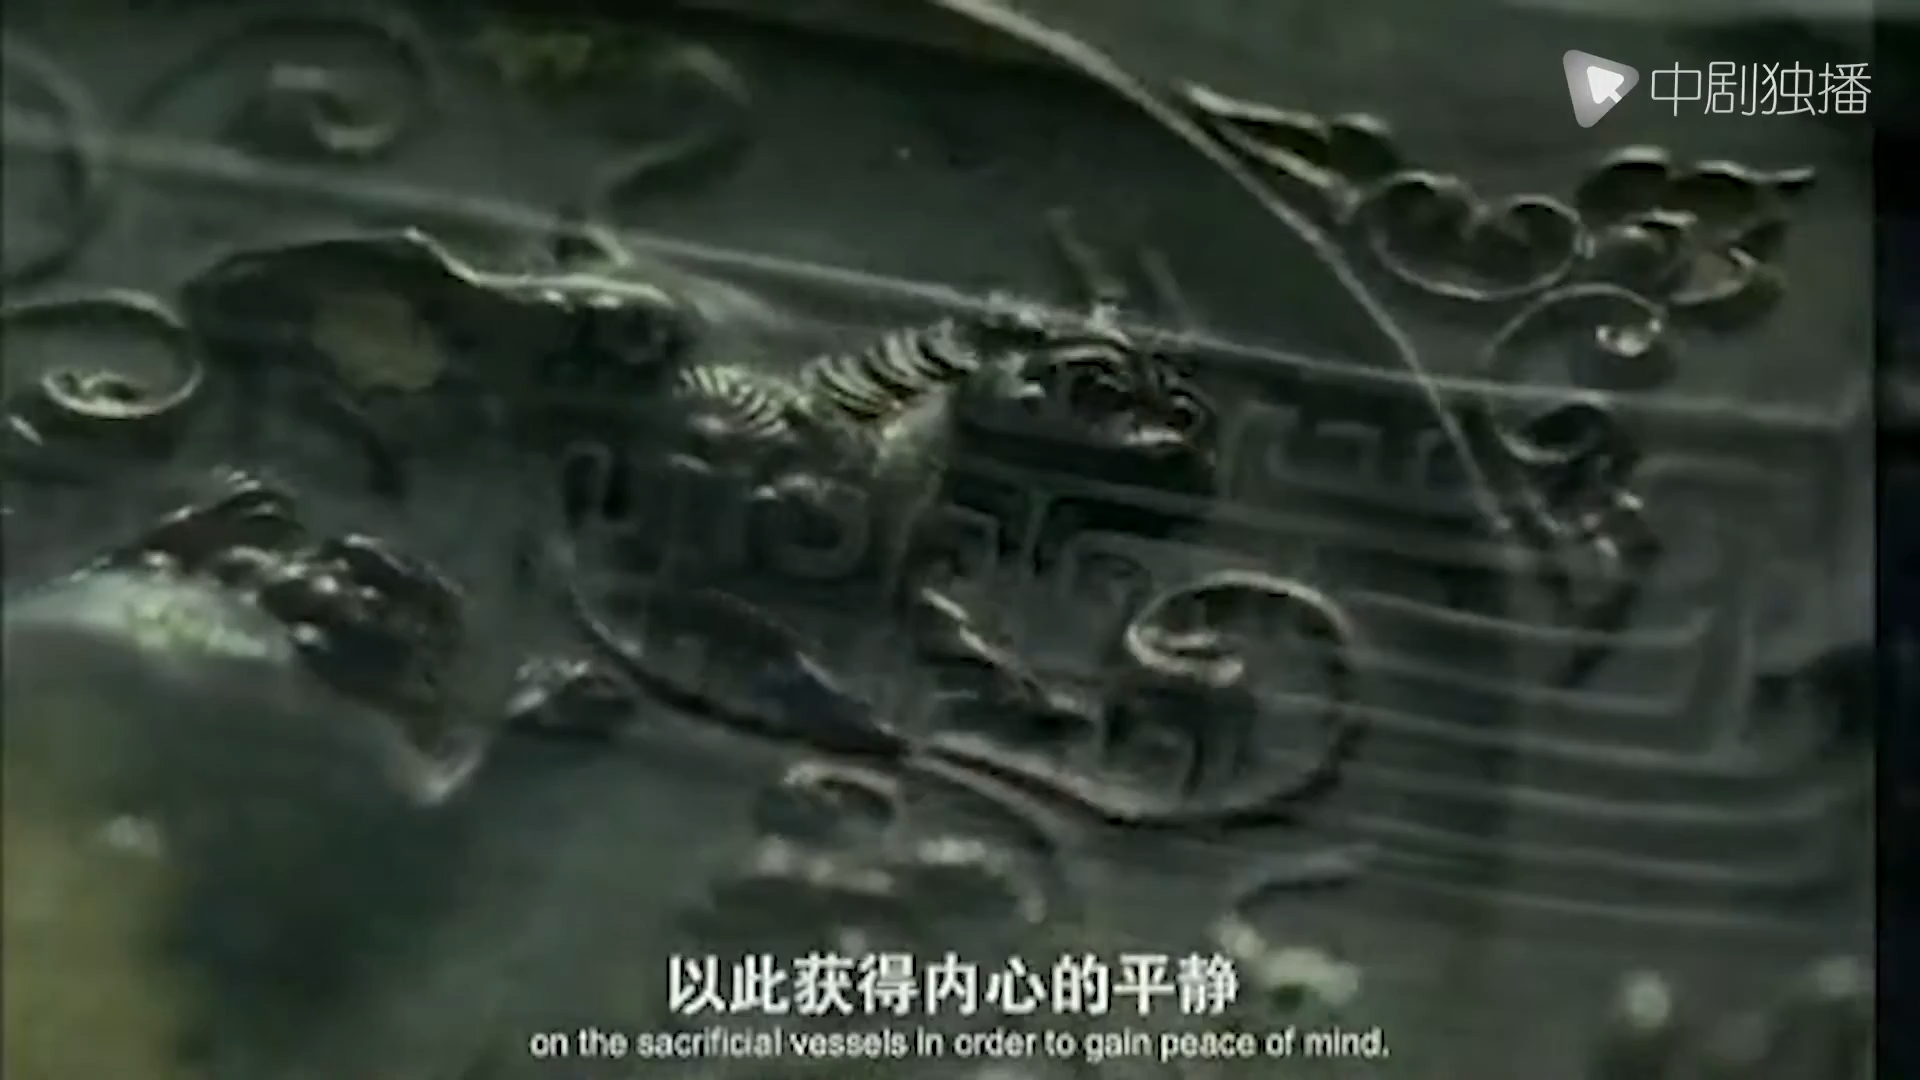 中剧独播
以此获得内心的平静
on the sacrificial vessels in order to gain peace of mind.